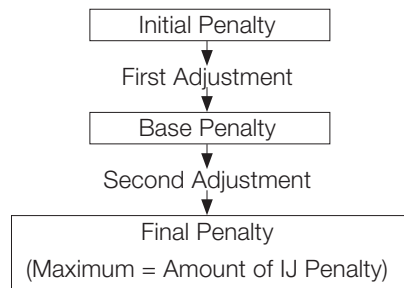 Initial Penalty
First Adjustment
Base Penalty
Second Adjustment
Final Penalty
(Maximum = Amount of IJ Penalty)